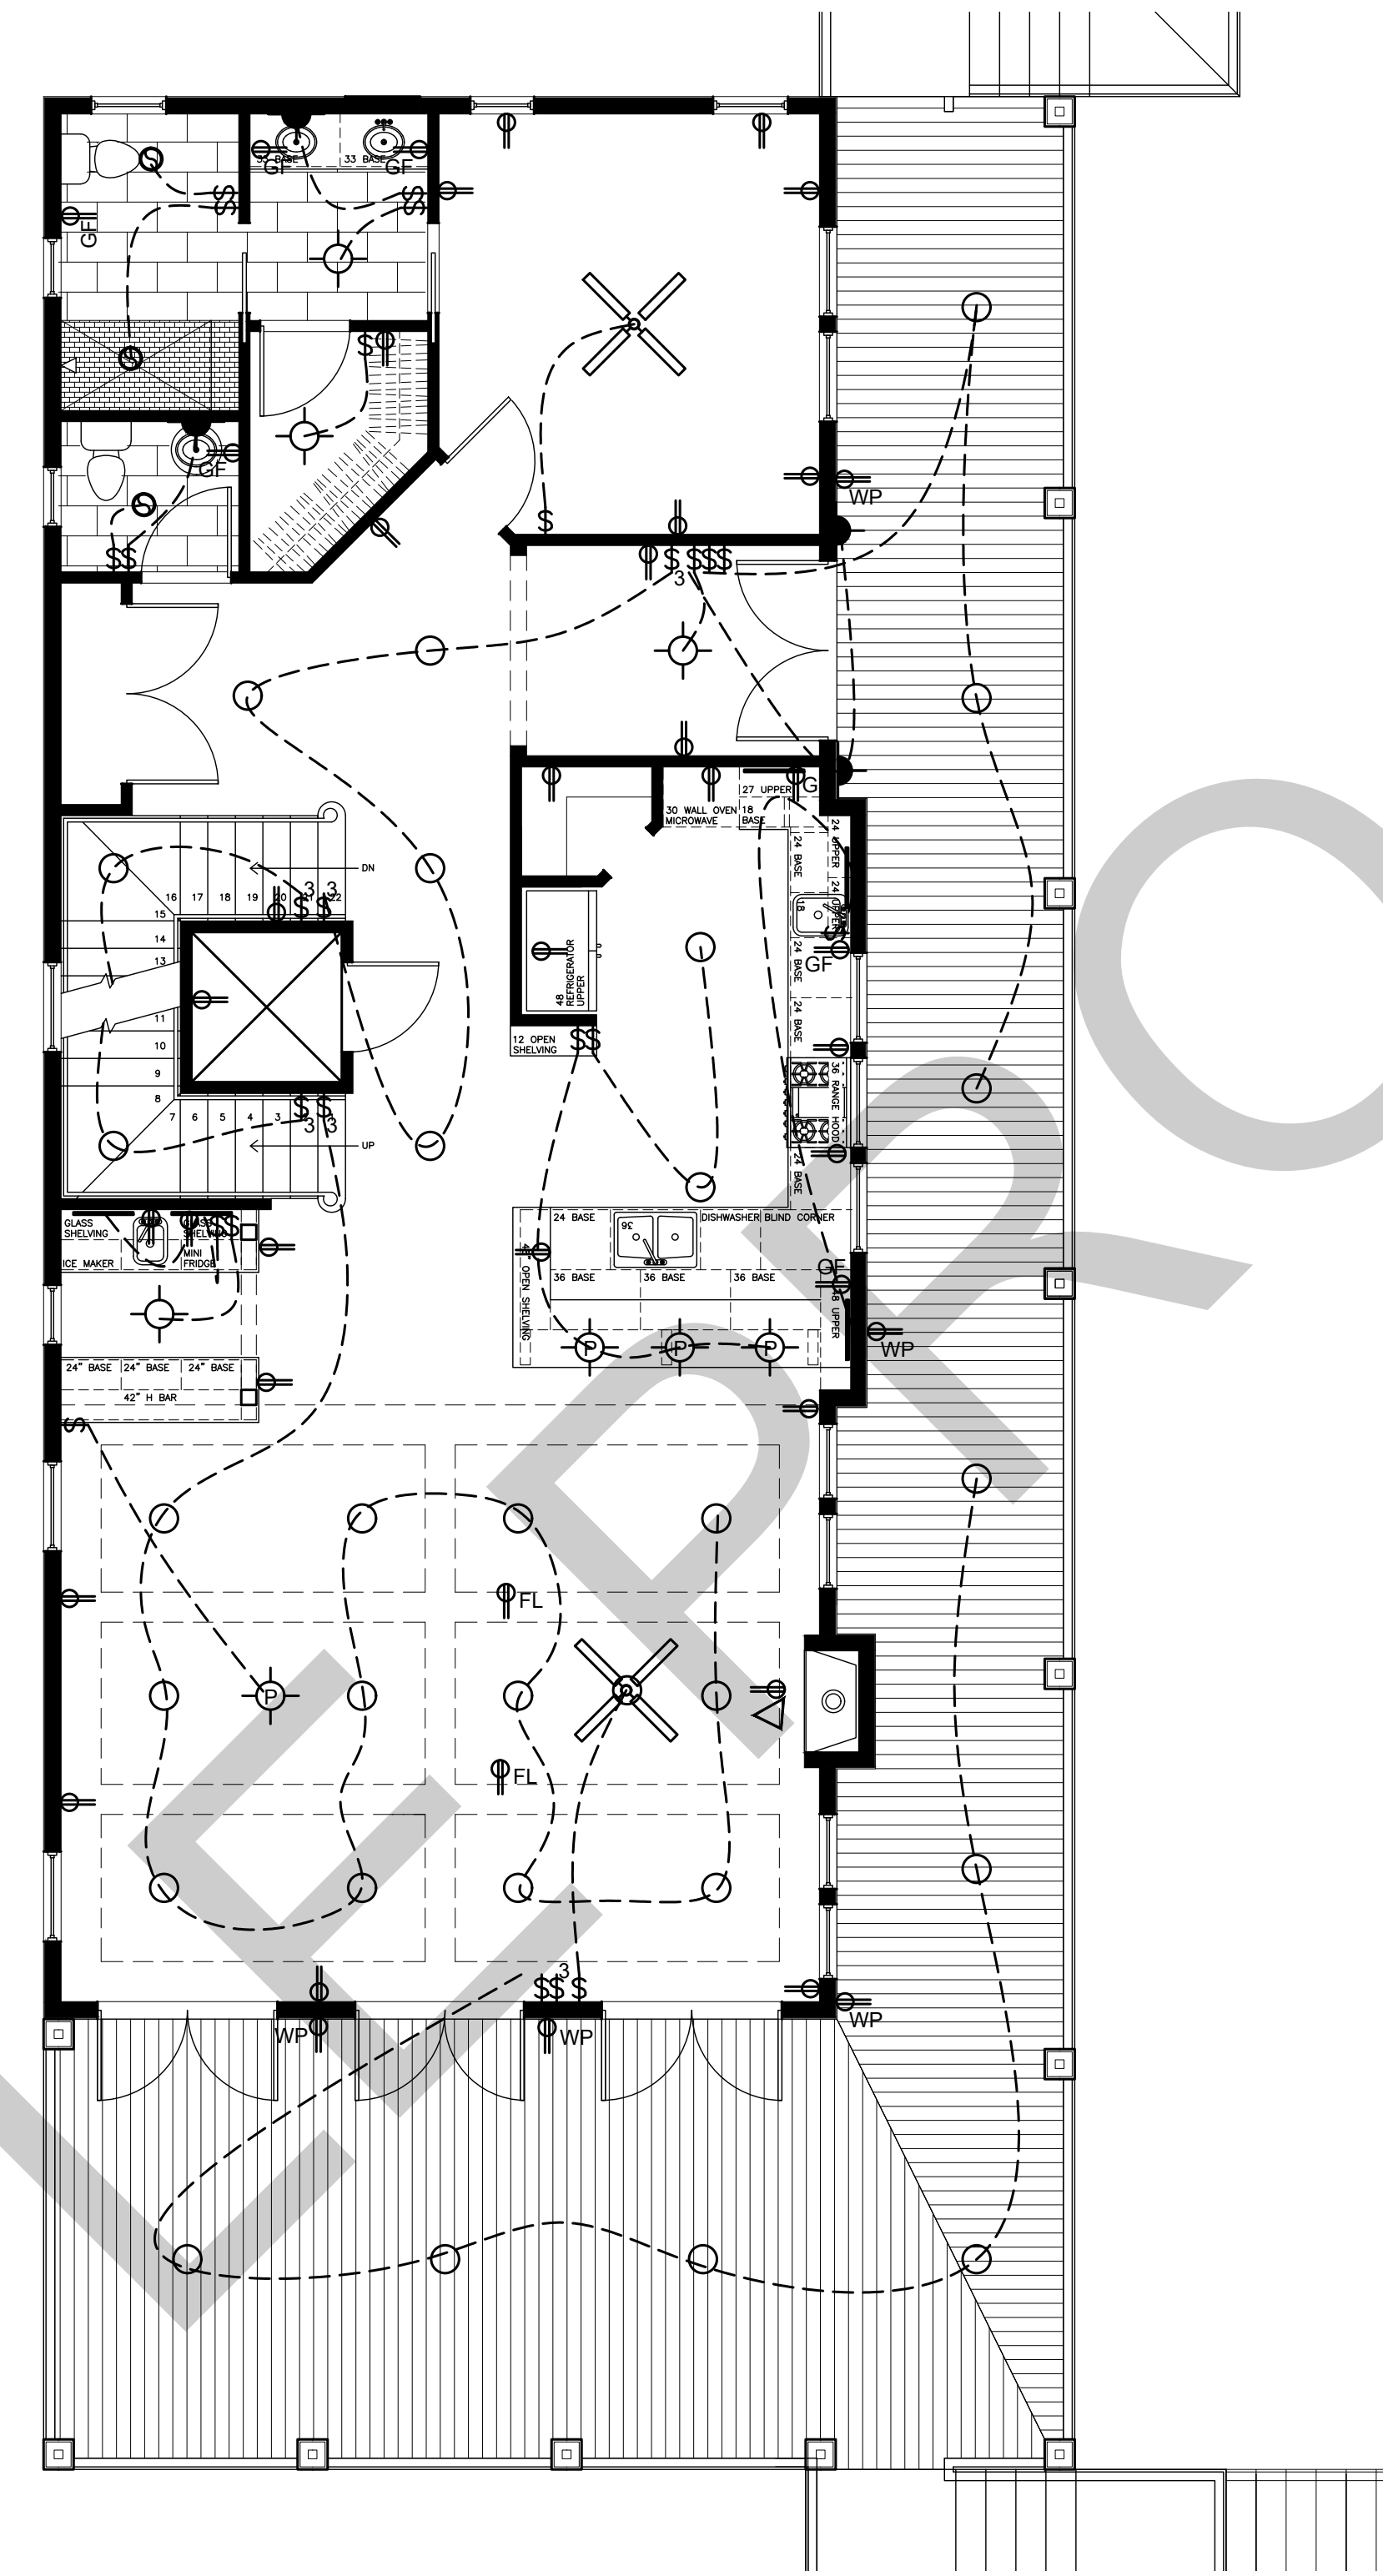 33 BASE
33 BASE
GF
GF
$
$
$
$
GF
$
GF
WP
$
$$
$
$$$$
3
27 UPPER
G
30 WALL OVEN
MICROWAVE
18
BASE
24 UPPER
24 BASE
DN
24 UPPER
16
17
18
19
20
21
22
3
3
$
$
15
18
14
GF
13
24 BASE
48
REFRIGERATOR
UPPER
11
24 BASE
12 OPEN
SHELVING
$$
10
9
36 RANGE HOOD
8
7
6
5
4
3
$
$
3
3
UP
24 BASE
GLASS
SHELVING
GLASS
SHELVING
$$
24 BASE
36
DISHWASHER
BLIND CORNER
ICE MAKER
MINI
FRIDGE
OPEN SHELVING
36 BASE
36 BASE
36 BASE
GF
48 UPPER
WP
P
P
P
24" BASE
24" BASE
24" BASE
42" H BAR
$
FL
P
FL
3
$$
$
WP
WP
WP
E
P
R
O